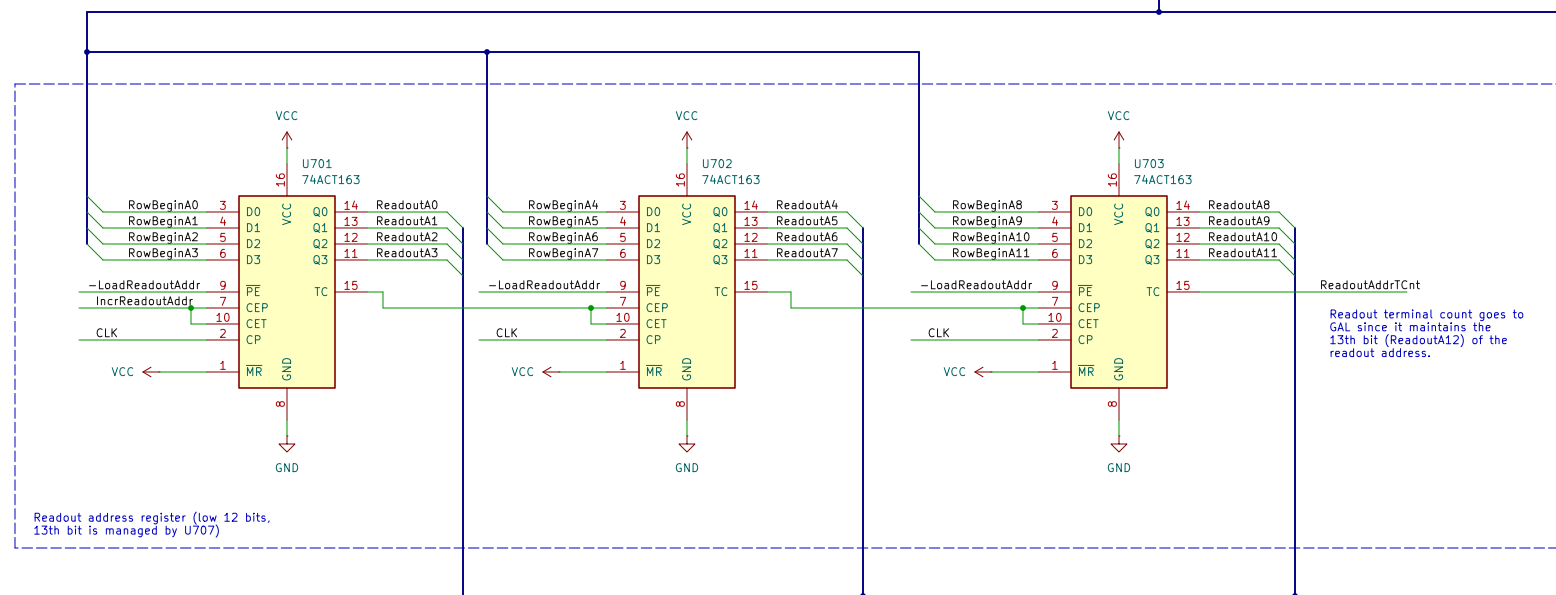 VCC
VCC
VCC
U701
74ACT163
U702
74ACT163
U703
74ACT163
16
16
16
RowBeginA0 3 D0 VCC Q0 14 ReadoutA0
RowBeginA1 4 D1 Q1 13 ReadoutA1
RowBeginA2 5 D2 Q2 12 ReadoutA2
RowBeginA3 6 D3 Q3 11 ReadoutA3
-LoadReadoutAddr 9 PE TC 15
IncrReadoutAddr 7 CEP
10 CET
CLK 2 CP
VCC 1 MR GND
8
GND
RowBeginA4 3 D0 VCC Q0 14 ReadoutA4
RowBeginA5 4 D1 Q1 13 ReadoutA5
RowBeginA6 5 D2 Q2 12 ReadoutA6
RowBeginA7 6 D3 Q3 11 ReadoutA7
-LoadReadoutAddr 9 PE TC 15
7 CEP
10 CET
CLK 2 CP
VCC 1 MR GND
8
GND
RowBeginA8 3 D0 VCC Q0 14 ReadoutA8
RowBeginA9 4 D1 Q1 13 ReadoutA9
RowBeginA10 5 D2 Q2 12 ReadoutA10
RowBeginA11 6 D3 Q3 11 ReadoutA11
-LoadReadoutAddr 9 PE TC 15 ReadoutAddrTCnt
7 CEP
10 CET
CLK 2 CP
VCC 1 MR GND
8
GND
Readout terminal count goes to
GAL since it maintains the
13th bit (ReadoutA12) of the
readout address.
Readout address register (low 12 bits,
13th bit is managed by U707)